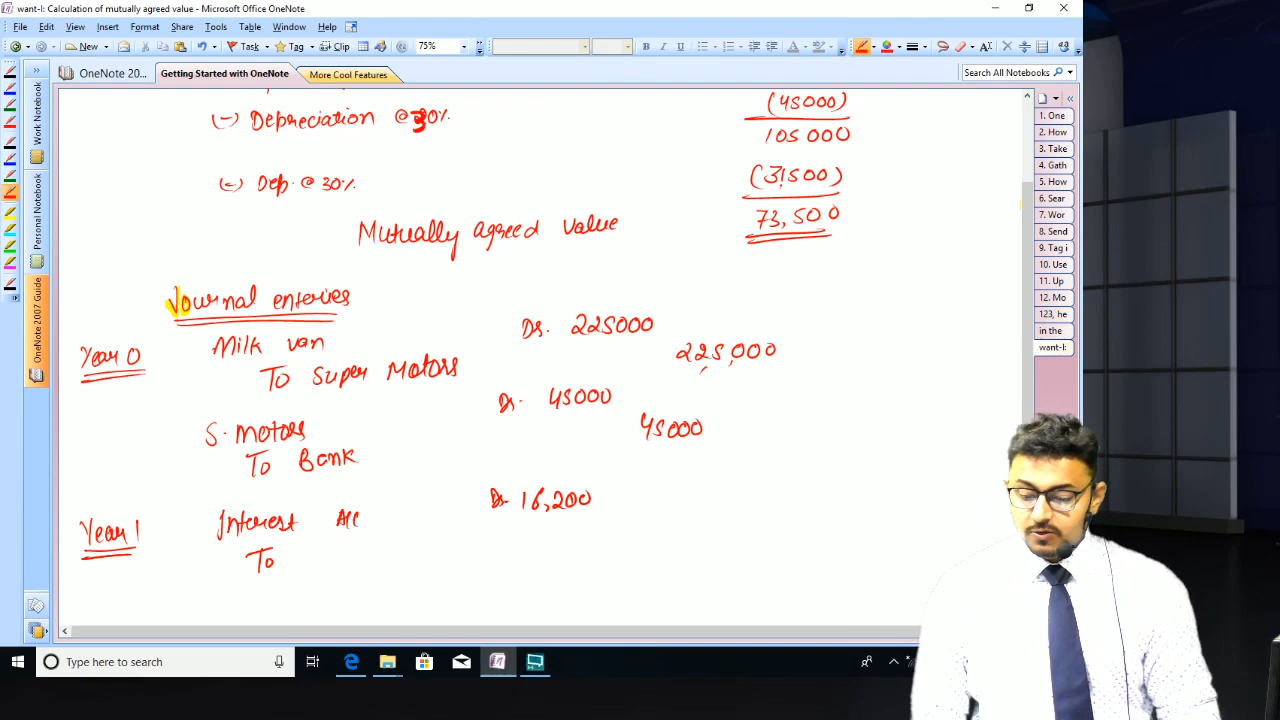 want-l: Calculation of mutually agreed value - Microsoft Office OneNote
File Edit View Insert Format Share Tools Table Window Help
New Task Tag Clip 75%
OneNote 20... Getting Started with OneNote More Cool Features Search All Notebooks
Work Notebook
Personal Notebook
OneNote 2007 Guide
(45000)
(-) Depreciation @30%.
105000
(-) Dep. @ 30%
(31,500)
73,500
Mutually agreed value
Journal enteries
Year 0 Milk van Dr. 225000
To Super Motors 225,000
S. Motors Dr. 45000
To Bank 45000
Year 1 Interest A/c Dr 16,200
To
1. One
2. How
3. Take
4. Gath
5. How
6. Sear
7. Wor
8. Send
9. Tag i
10. Use
11. Acc
12. Mo
123, he
in the
want-l:
Type here to search